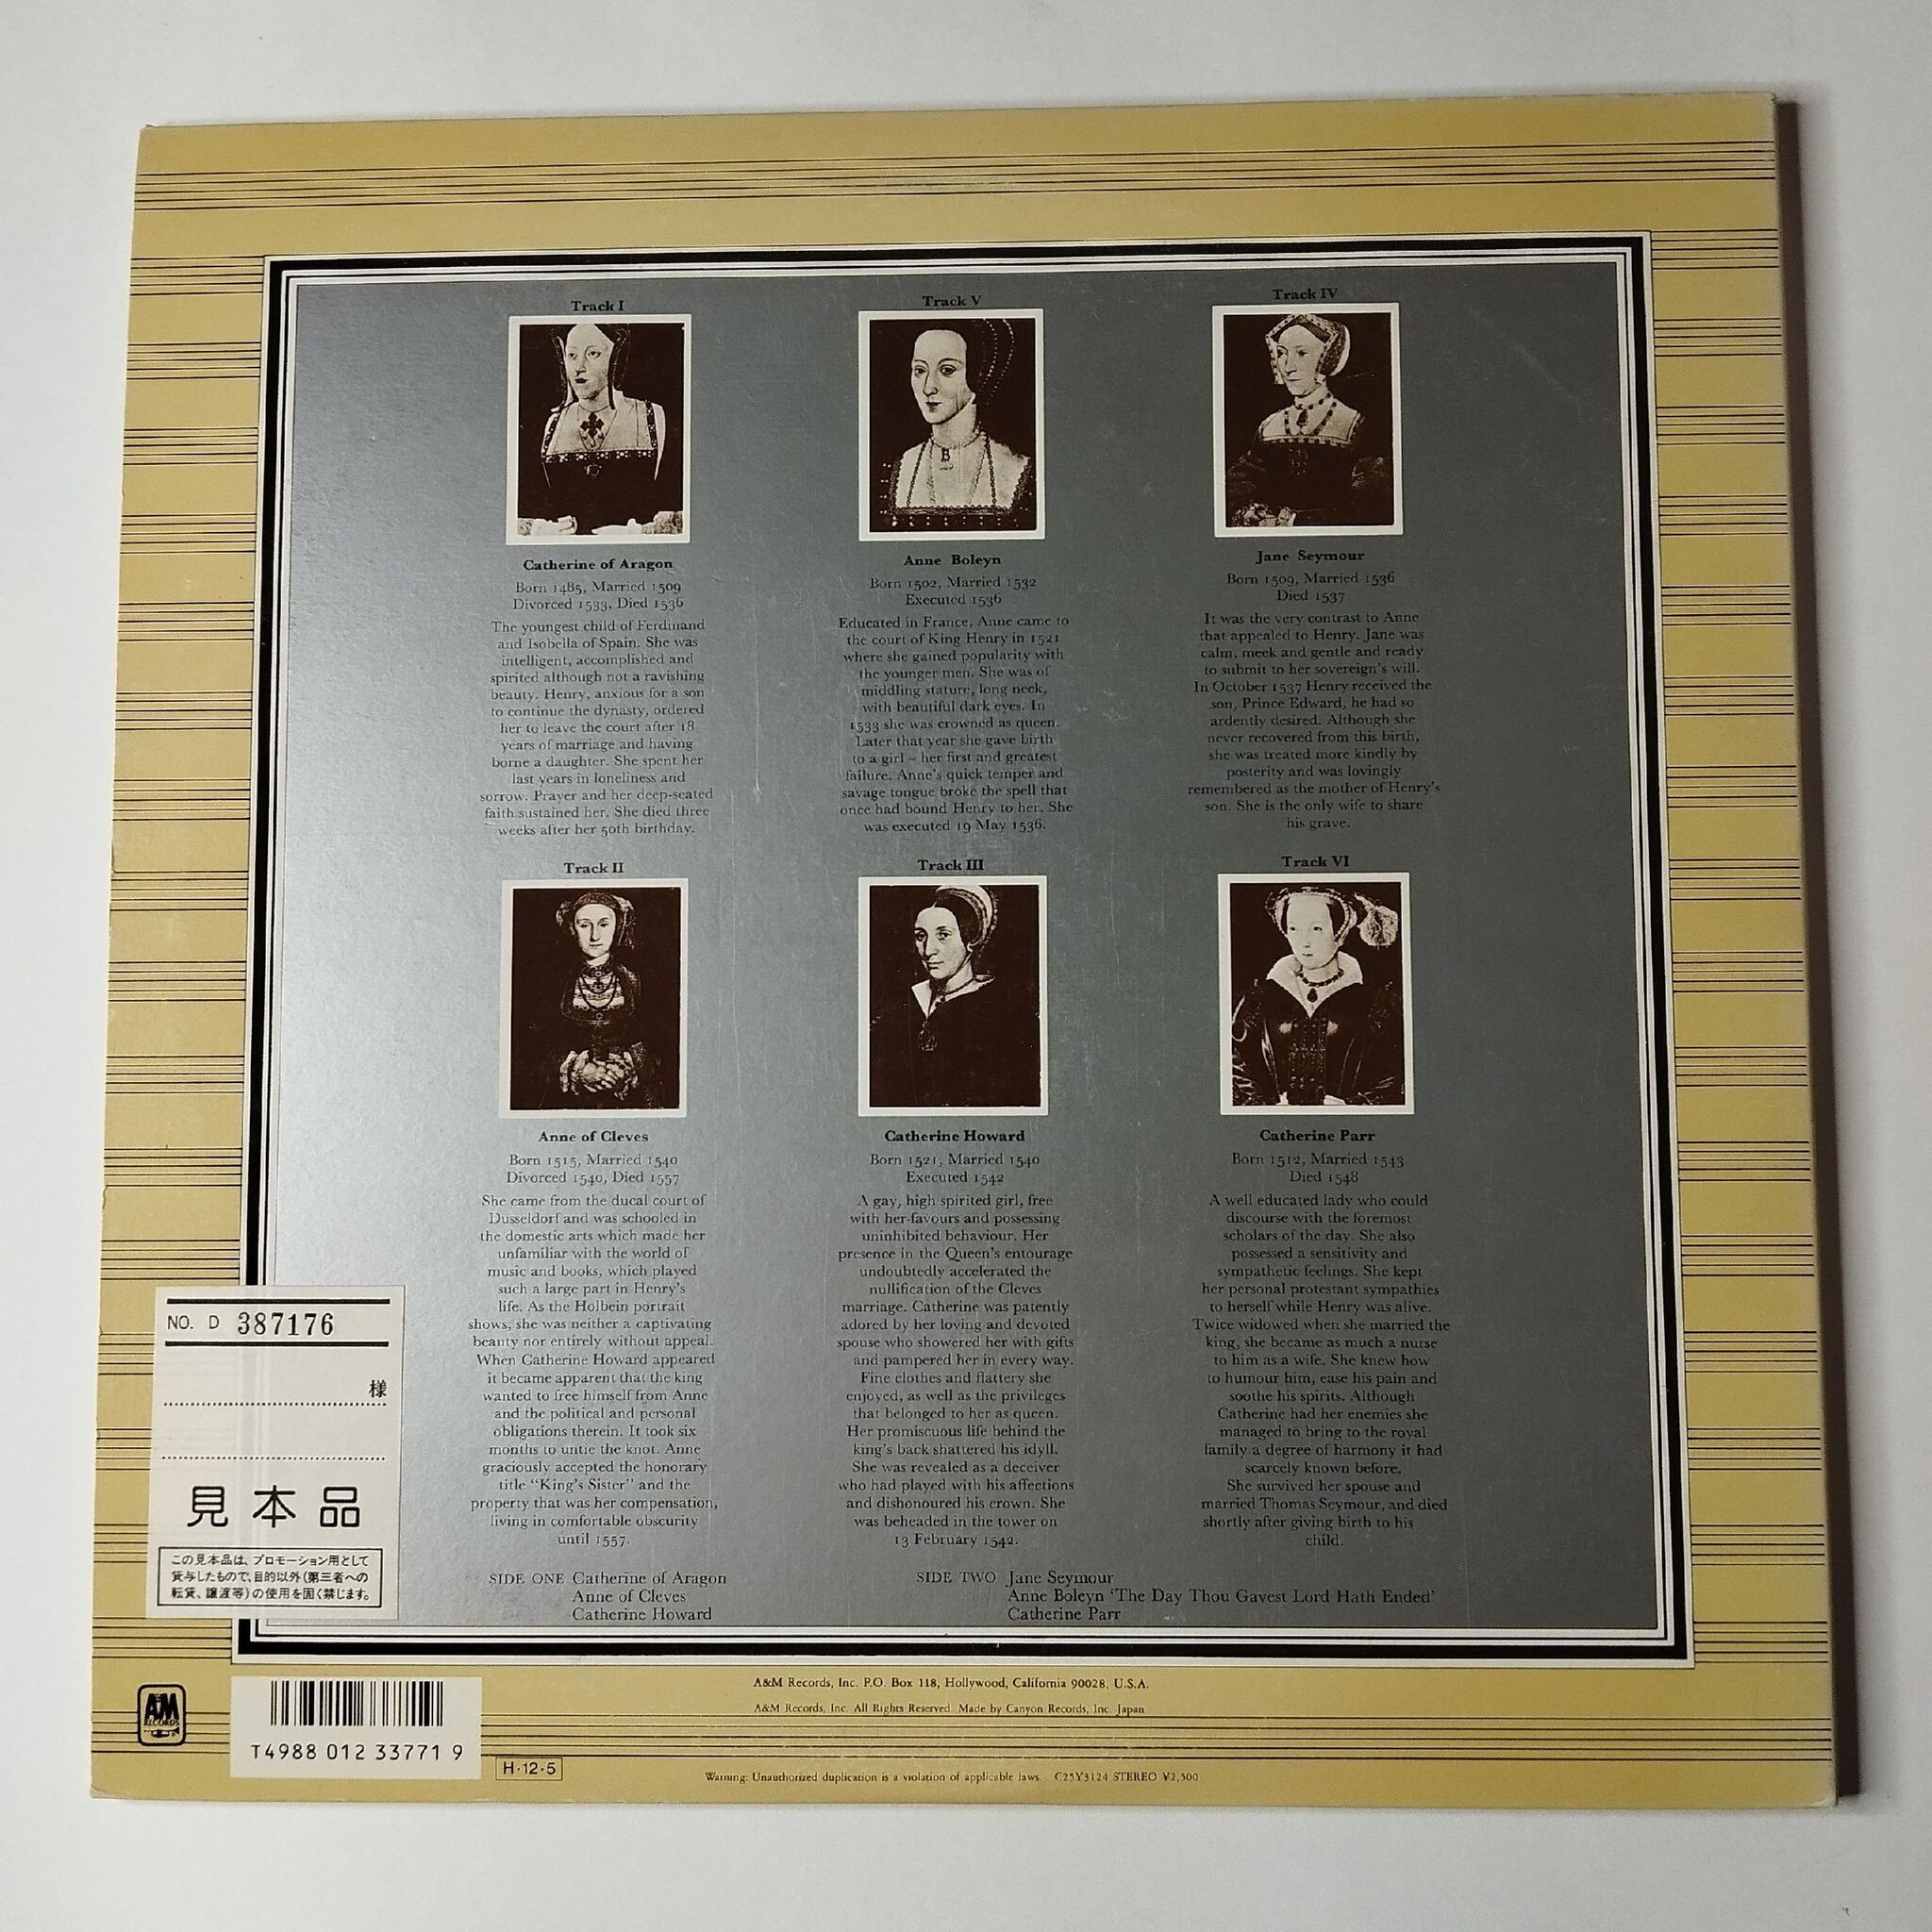 Track I
Catherine of Aragon
Born 1485, Married 1509
Divorced 1533, Died 1536
The youngest child of Ferdinand
and Isobella of Spain. She was
intelligent, accomplished and
spirited although not a ravishing
beauty. Henry, anxious for a son
to continue the dynasty, ordered
her to leave the court after 18
years of marriage and having
borne a daughter. She spent her
last years in loneliness and
sorrow. Prayer and her deep-seated
faith sustained her. She died three
weeks after her 50th birthday.
Track V
B
Anne Boleyn
Born 1502, Married 1532
Executed 1536
Educated in France, Anne came to
the court of King Henry in 1521
where she gained popularity with
the younger men. She was of
middling stature, long neck,
with beautiful dark eyes. In
1533 she was crowned as queen.
Later that year she gave birth
to a girl – her first and greatest
failure. Anne's quick temper and
savage tongue broke the spell that
once had bound Henry to her. She
was executed 19 May 1536.
Track IV
Jane Seymour
Born 1509, Married 1536
Died 1537
It was the very contrast to Anne
that appealed to Henry. Jane was
calm, meek and gentle and ready
to submit to her sovereign's will.
In October 1537 Henry received the
son, Prince Edward, he had so
ardently desired. Although she
never recovered from this birth,
she was treated more kindly by
posterity and was lovingly
remembered as the mother of Henry's
son. She is the only wife to share
his grave.
Track II
Anne of Cleves
Born 1515, Married 1540
Divorced 1540, Died 1557
She came from the ducal court of
Dusseldorf and was schooled in
the domestic arts which made her
unfamiliar with the world of
music and books, which played
such a large part in Henry's
life. As the Holbein portrait
shows, she was neither a captivating
beauty nor entirely without appeal.
When Catherine Howard appeared
it became apparent that the king
wanted to free himself from Anne
and the political and personal
obligations therein. It took six
months to untie the knot. Anne
graciously accepted the honorary
title "King's Sister" and the
property that was her compensation,
living in comfortable obscurity
until 1557.
Track III
Catherine Howard
Born 1521, Married 1540
Executed 1542
A gay, high spirited girl, free
with her favours and possessing
uninhibited behaviour. Her
presence in the Queen's entourage
undoubtedly accelerated the
nullification of the Cleves
marriage. Catherine was patently
adored by her loving and devoted
spouse who showered her with gifts
and pampered her in every way.
Fine clothes and flattery she
enjoyed, as well as the privileges
that belonged to her as queen.
Her promiscuous life behind the
king's back shattered his idyll.
She was revealed as a deceiver
who had played with his affections
and dishonoured his crown. She
was beheaded in the tower on
13 February 1542.
Track VI
Catherine Parr
Born 1512, Married 1543
Died 1548
A well educated lady who could
discourse with the foremost
scholars of the day. She also
possessed a sensitivity and
sympathetic feelings. She kept
her personal protestant sympathies
to herself while Henry was alive.
Twice widowed when she married the
king, she became as much a nurse
to him as a wife. She knew how
to humour him, ease his pain and
soothe his spirits. Although
Catherine had her enemies she
managed to bring to the royal
family a degree of harmony it had
scarcely known before.
She survived her spouse and
married Thomas Seymour, and died
shortly after giving birth to his
child.
SIDE ONE Catherine of Aragon
Anne of Cleves
Catherine Howard
SIDE TWO Jane Seymour
Anne Boleyn 'The Day Thou Gavest Lord Hath Ended'
Catherine Parr
NO. D 387176
様
見本品
この見本品は、プロモーション用として
貸与したもので、目的以外(第三者への
転貸、譲渡等)の使用を固く禁じます。
A&M
RECORDS
T4988 012 33771 9
H·12·5
A&M Records, Inc. P.O. Box 118, Hollywood, California 90028, U.S.A.
A&M Records, Inc. All Rights Reserved. Made by Canyon Records, Inc. Japan
Warning: Unauthorized duplication is a violation of applicable laws. C25Y3124 STEREO ¥2,500